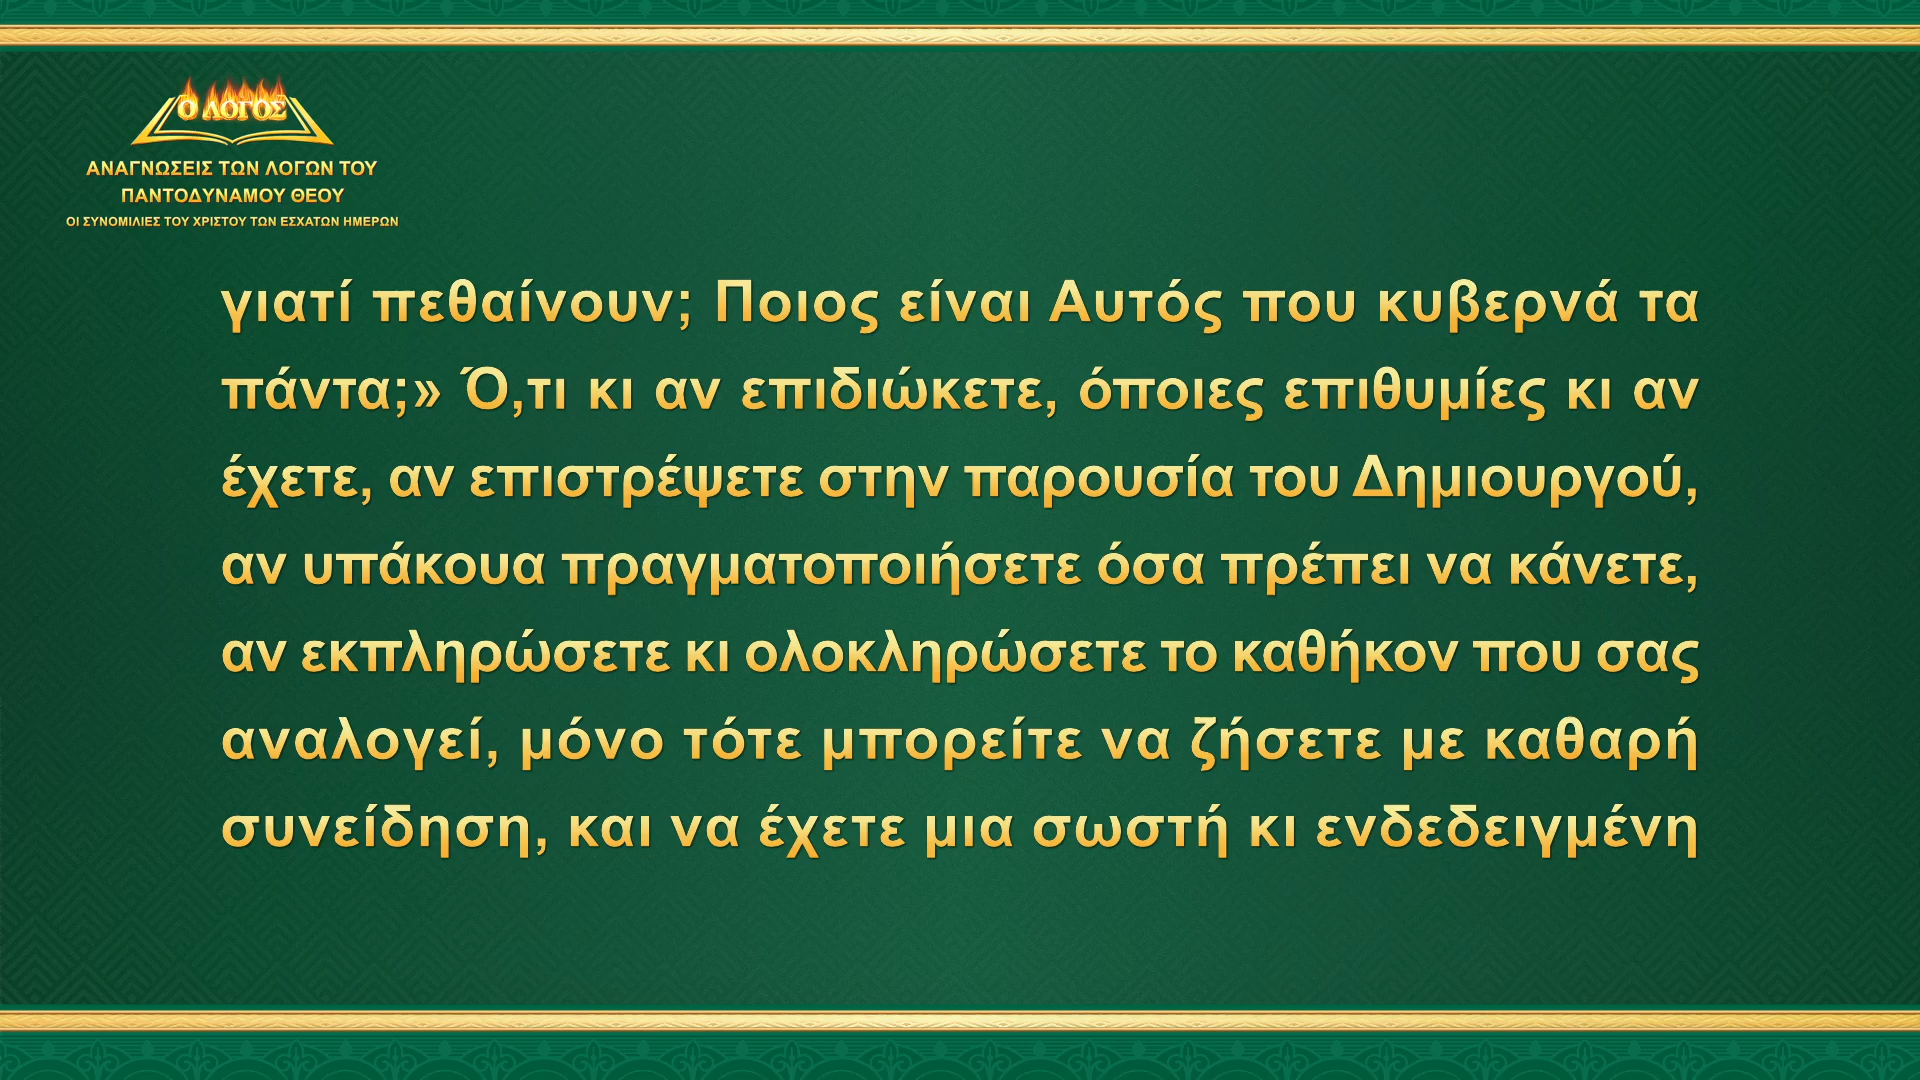 Ο ΛΟΓΟΣ
ΑΝΑΓΝΩΣΕΙΣ ΤΩΝ ΛΟΓΩΝ ΤΟΥ
ΠΑΝΤΟΔΥΝΑΜΟΥ ΘΕΟΥ
ΟΙ ΣΥΝΟΜΙΛΙΕΣ ΤΟΥ ΧΡΙΣΤΟΥ ΤΩΝ ΕΣΧΑΤΩΝ ΗΜΕΡΩΝ
γιατί πεθαίνουν; Ποιος είναι Αυτός που κυβερνά τα
πάντα;» Ό,τι κι αν επιδιώκετε, όποιες επιθυμίες κι αν
έχετε, αν επιστρέψετε στην παρουσία του Δημιουργού,
αν υπάκουα πραγματοποιήσετε όσα πρέπει να κάνετε,
αν εκπληρώσετε κι ολοκληρώσετε το καθήκον που σας
αναλογεί, μόνο τότε μπορείτε να ζήσετε με καθαρή
συνείδηση, και να έχετε μια σωστή κι ενδεδειγμένη